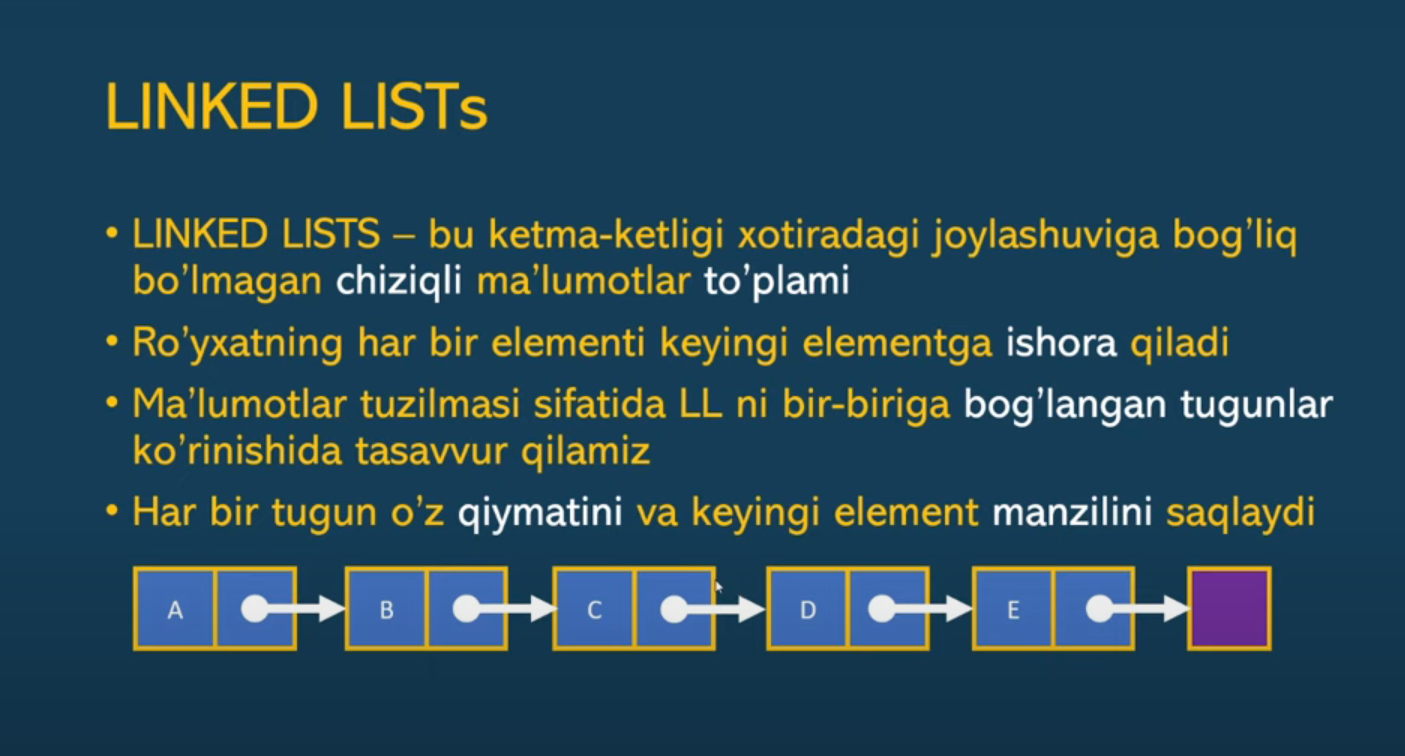 LINKED LISTs
• LINKED LISTS – bu ketma-ketligi xotiradagi joylashuviga bog’liq
bo’lmagan chiziqli ma’lumotlar to’plami
• Ro’yxatning har bir elementi keyingi elementga ishora qiladi
• Ma’lumotlar tuzilmasi sifatida LL ni bir-biriga bog’langan tugunlar
ko’rinishida tasavvur qilamiz
• Har bir tugun o’z qiymatini va keyingi element manzilini saqlaydi
A B C D E